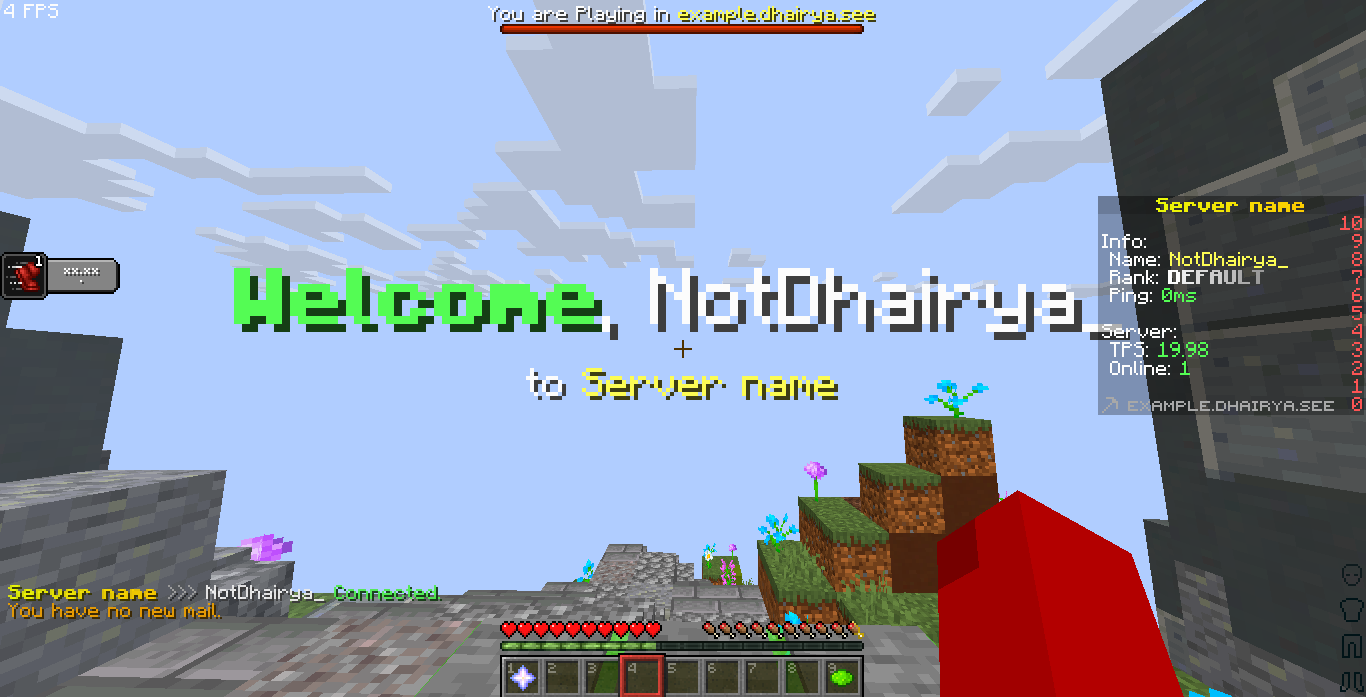 4 FPS
You are Playing in example.dhairya.see
1
xx.xx
Welcome, NotDhairya_
to Server name
Server name
10
Info: 9
Name: NotDhairya_ 8
Rank: DEFAULT 7
Ping: 0ms 6
5
Server: 4
TPS: 19.98 3
Online: 1 2
1
EXAMPLE.DHAIRYA.SEE 0
Server name >>> NotDhairya_ Connected.
You have no new mail.
1 2 3 4 5 6 7 8 9